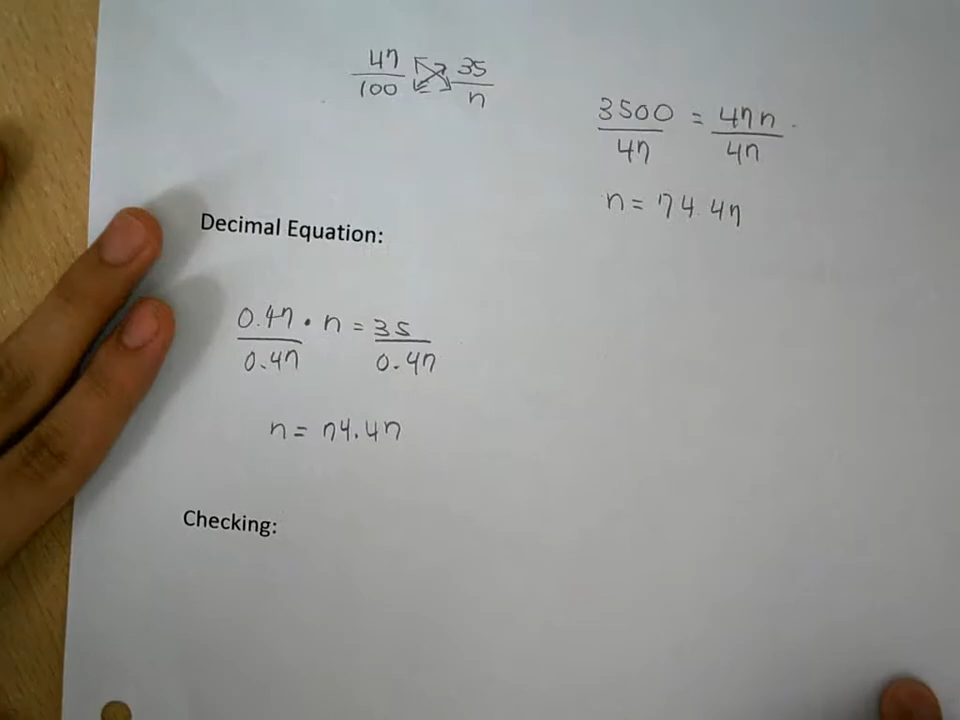 47/100 35/n
3500/47 = 47n/47
n = 74.47
Decimal Equation:
0.47 · n/0.47 = 35/0.47
n = 74.47
Checking: